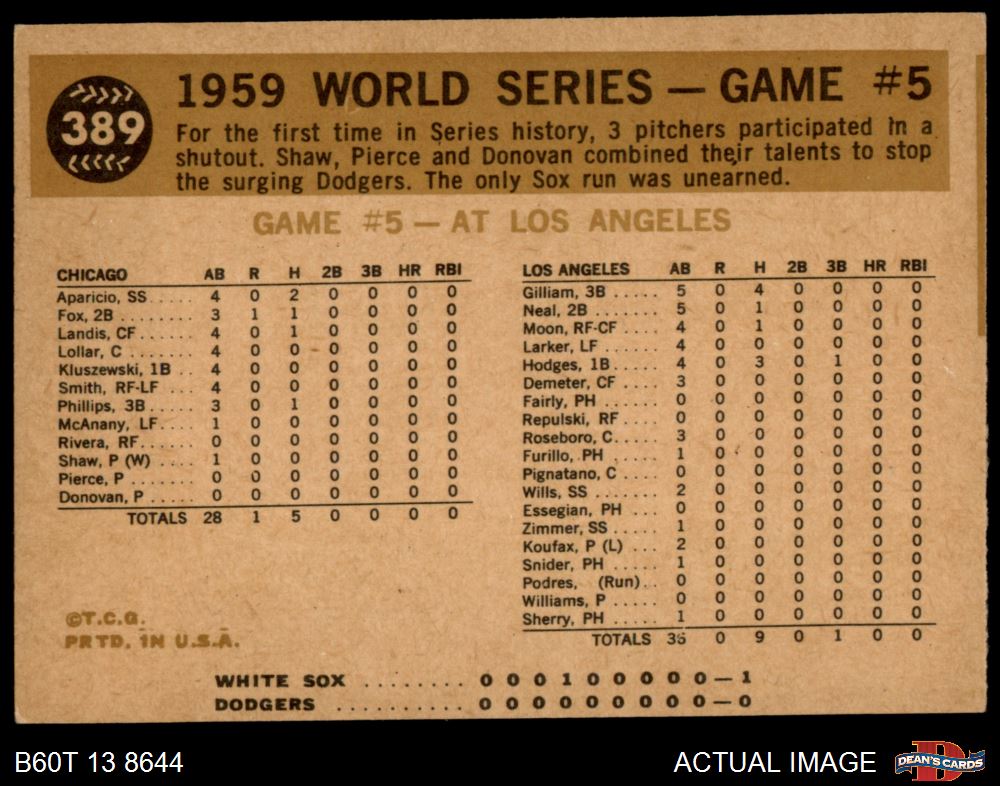 389
1959 WORLD SERIES — GAME #5
For the first time in Series history, 3 pitchers participated in a
shutout. Shaw, Pierce and Donovan combined their talents to stop
the surging Dodgers. The only Sox run was unearned.
GAME #5 — AT LOS ANGELES
CHICAGO AB R H 2B 3B HR RBI
Aparicio, SS..... 4 0 2 0 0 0 0
Fox, 2B ........ 3 1 1 0 0 0 0
Landis, CF..... 4 0 1 0 0 0 0
Lollar, C ....... 4 0 0 0 0 0 0
Kluszewski, 1B .. 4 0 0 0 0 0 0
Smith, RF-LF ... 4 0 0 0 0 0 0
Phillips, 3B ..... 3 0 1 0 0 0 0
McAnany, LF.... 1 0 0 0 0 0 0
Rivera, RF...... 0 0 0 0 0 0 0
Shaw, P (W) .... 1 0 0 0 0 0 0
Pierce, P ....... 0 0 0 0 0 0 0
Donovan, P ..... 0 0 0 0 0 0 0
TOTALS 28 1 5 0 0 0 0
LOS ANGELES AB R H 2B 3B HR RBI
Gilliam, 3B ..... 5 0 4 0 0 0 0
Neal, 2B ....... 5 0 1 0 0 0 0
Moon, RF-CF .... 4 0 1 0 0 0 0
Larker, LF ..... 4 0 0 0 0 0 0
Hodges, 1B..... 4 0 3 0 1 0 0
Demeter, CF .... 3 0 0 0 0 0 0
Fairly, PH ...... 0 0 0 0 0 0 0
Repulski, RF .... 0 0 0 0 0 0 0
Roseboro, C..... 3 0 0 0 0 0 0
Furillo, PH ..... 1 0 0 0 0 0 0
Pignatano, C .... 0 0 0 0 0 0 0
Wills, SS ....... 2 0 0 0 0 0 0
Essegian, PH ... 0 0 0 0 0 0 0
Zimmer, SS ..... 1 0 0 0 0 0 0
Koufax, P (L) ... 2 0 0 0 0 0 0
Snider, PH ..... 1 0 0 0 0 0 0
Podres, (Run).. 0 0 0 0 0 0 0
Williams, P ..... 0 0 0 0 0 0 0
Sherry, PH ..... 1 0 0 0 0 0 0
TOTALS 36 0 9 0 1 0 0
©T.C.G.
PRTD. IN U.S.A.
WHITE SOX ........ 0 0 0 1 0 0 0 0 0 — 1
DODGERS .......... 0 0 0 0 0 0 0 0 0 — 0
B60T 13 8644
ACTUAL IMAGE
D
DEAN'S CARDS